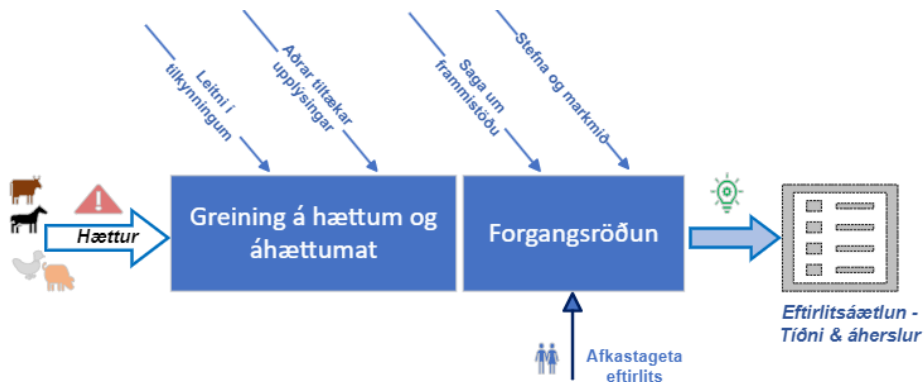 Leitni í
tilkynningum
Aðrar tiltækar
upplýsingar
Saga um
frammistöðu
Stefna og markmið
Hættur
Greining á hættum og
áhættumat
Forgangsröðun
Eftirlitsáætlun -
Tíðni & áherslur
Afkastageta
eftirlits